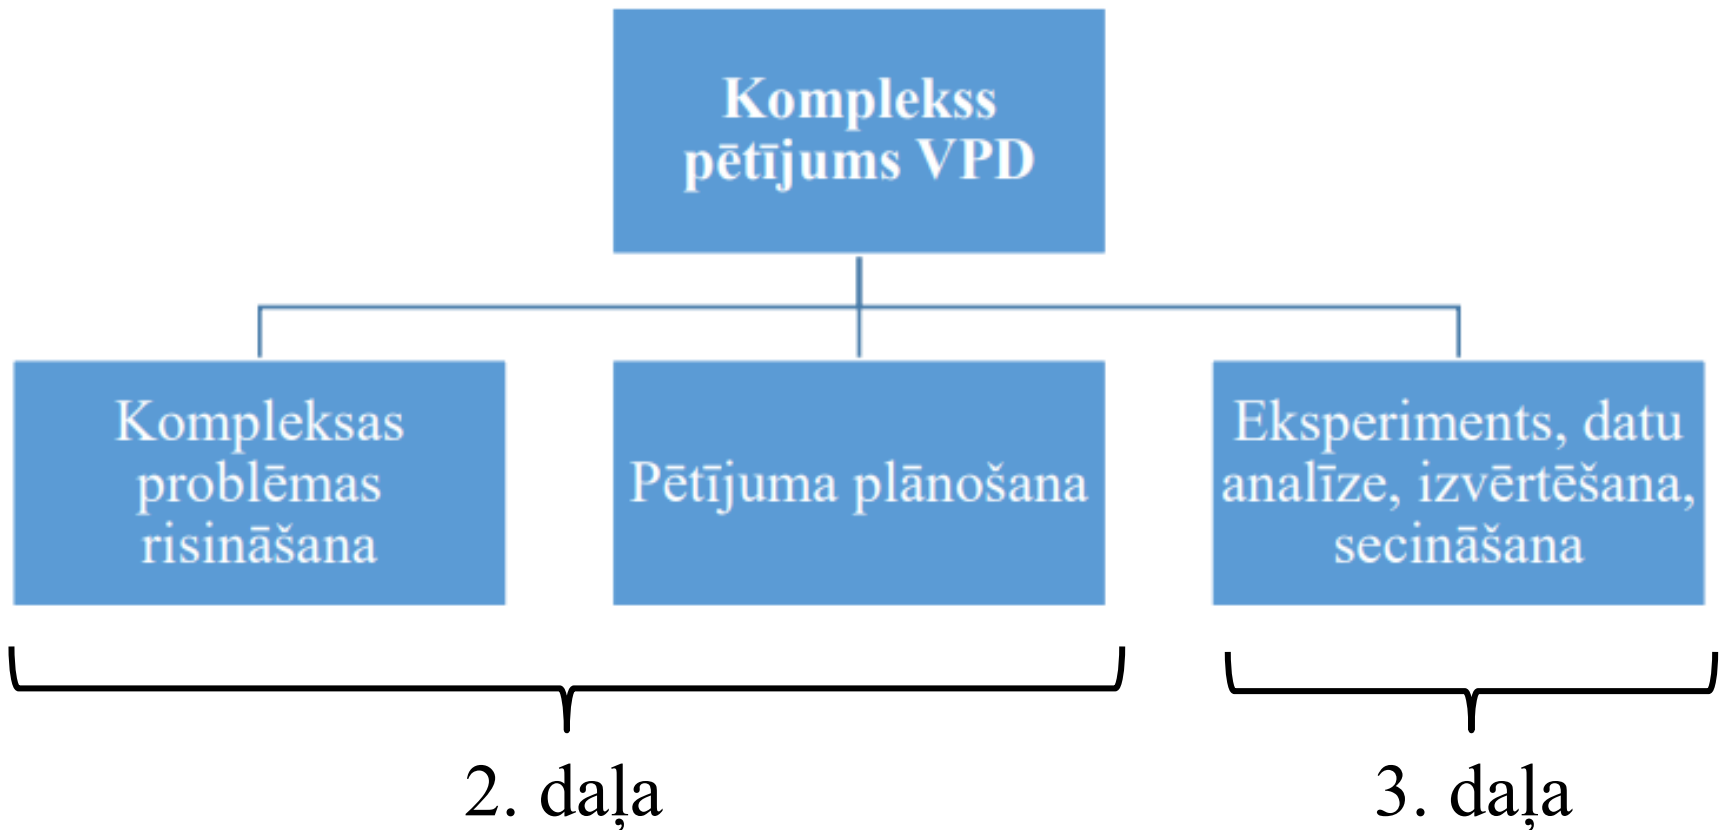 Komplekss
pētījums VPD
Kompleksas
problēmas
risināšana
Pētījuma plānošana
Eksperiments, datu
analīze, izvērtēšana,
secināšana
2. daļa
3. daļa